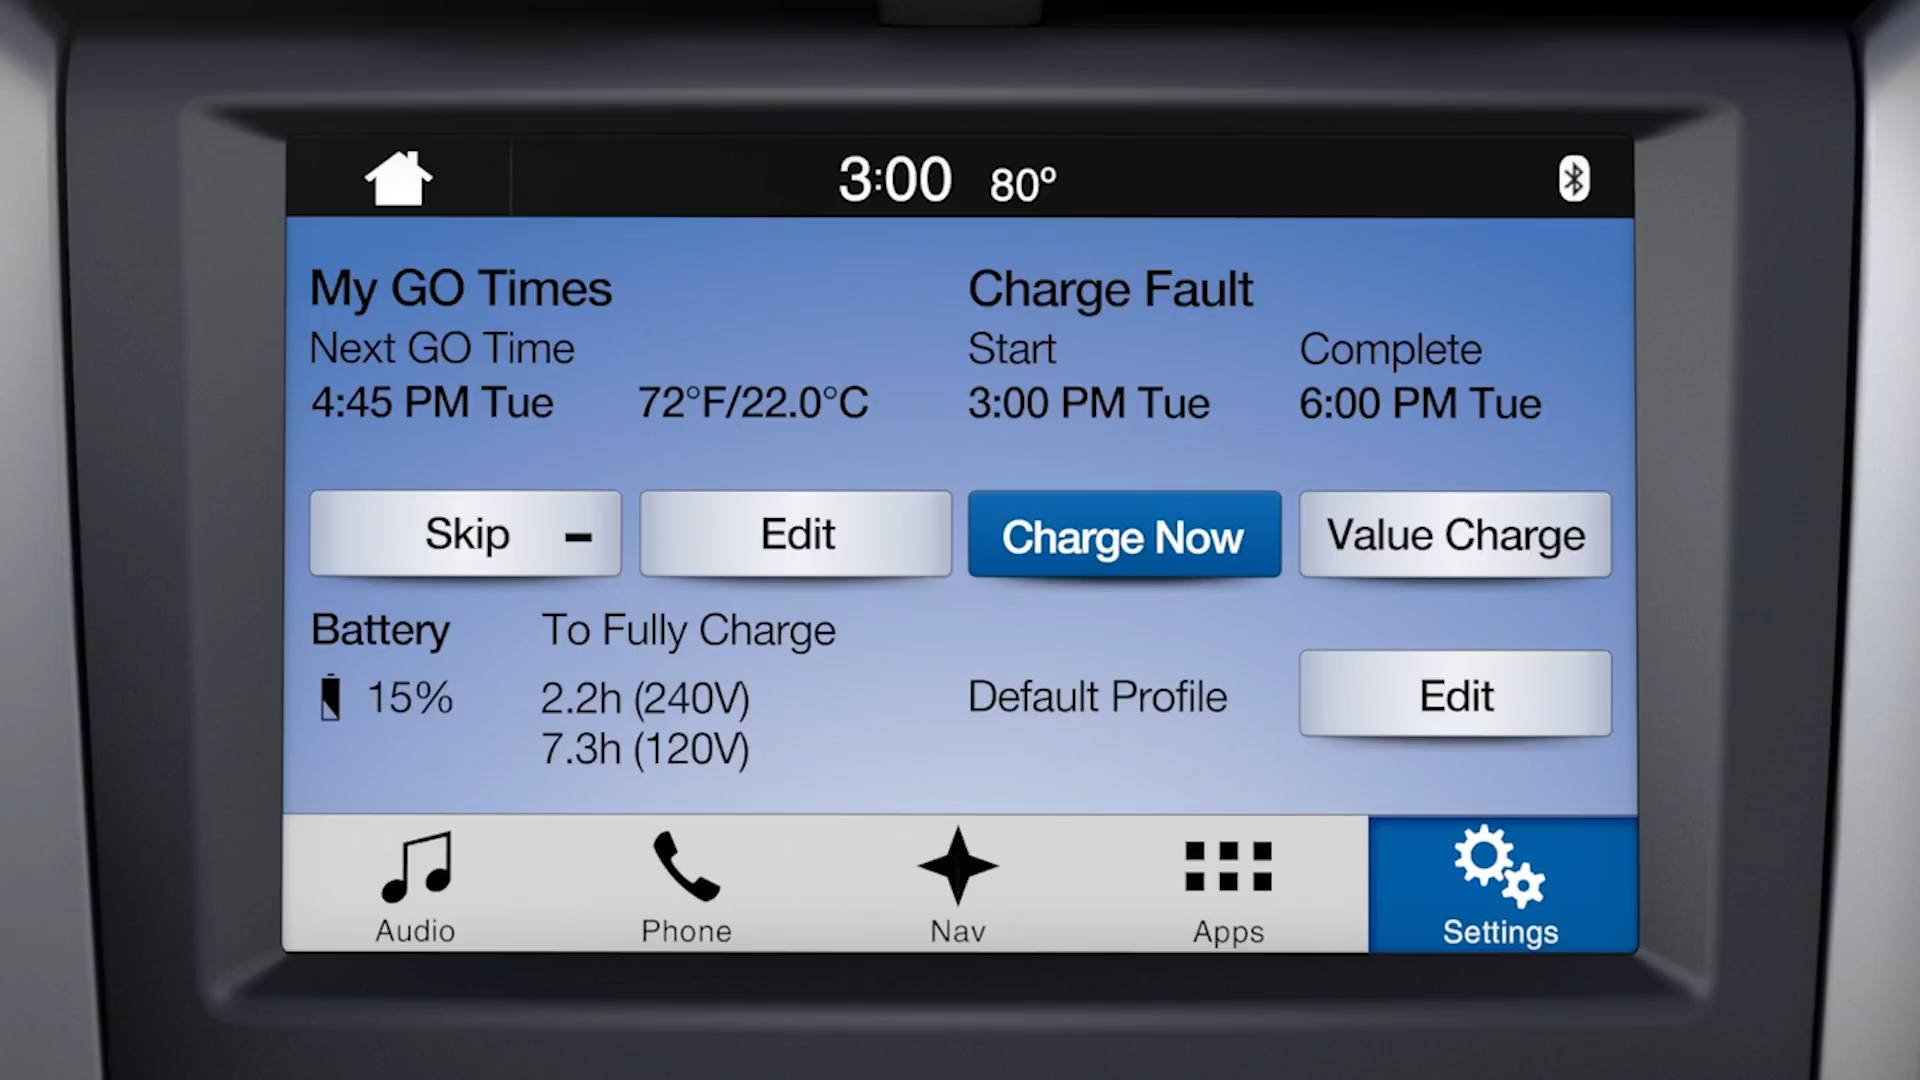 3:00 80°
My GO Times
Next GO Time
4:45 PM Tue 72°F/22.0°C
Charge Fault
Start Complete
3:00 PM Tue 6:00 PM Tue
Skip - Edit Charge Now Value Charge
Battery To Fully Charge
15% 2.2h (240V)
7.3h (120V)
Default Profile Edit
Audio Phone Nav Apps Settings